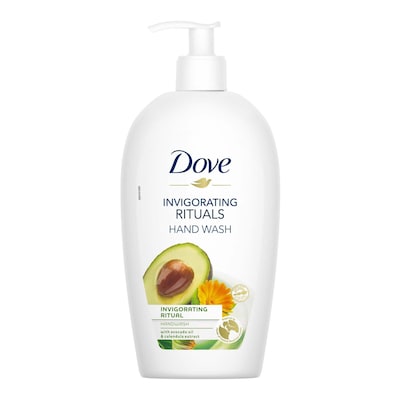 Dove
INVIGORATING
RITUALS
HAND WASH
INVIGORATING
RITUAL
HANDWASH
with avocado oil
& calendula extract